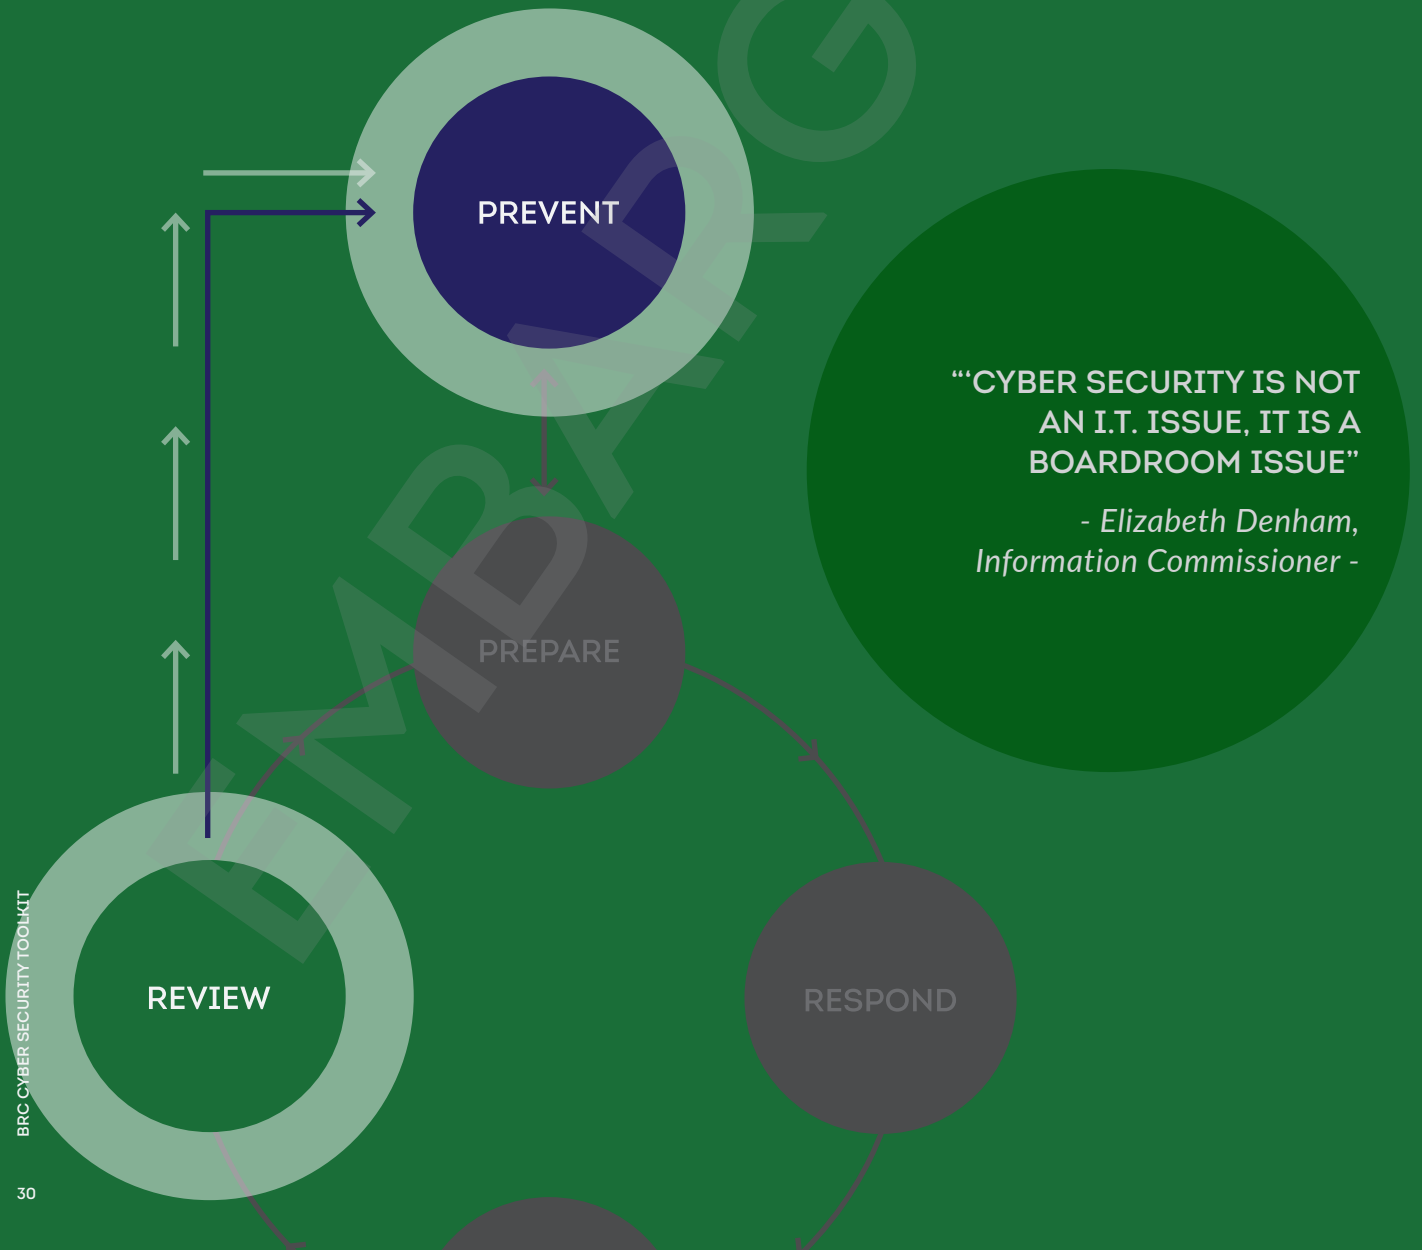 PREVENT
“‘CYBER SECURITY IS NOT
AN I.T. ISSUE, IT IS A
BOARDROOM ISSUE”
- Elizabeth Denham,
Information Commissioner -
PREPARE
REVIEW
RESPOND
BRC CYBER SECURITY TOOLKIT
30
EMBARG